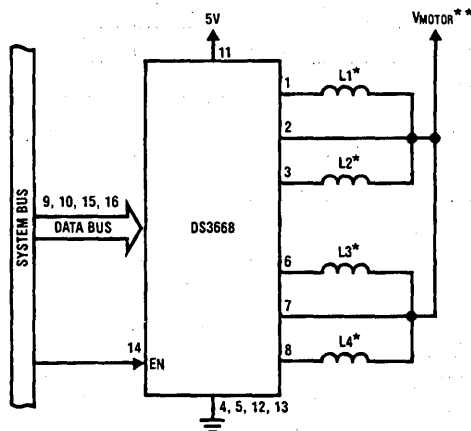 5V
VMOTOR**
11
1
L1*
2
3
L2*
SYSTEM BUS
9, 10, 15, 16
DATA BUS
DS3668
6
L3*
7
14
EN
8
L4*
4, 5, 12, 13